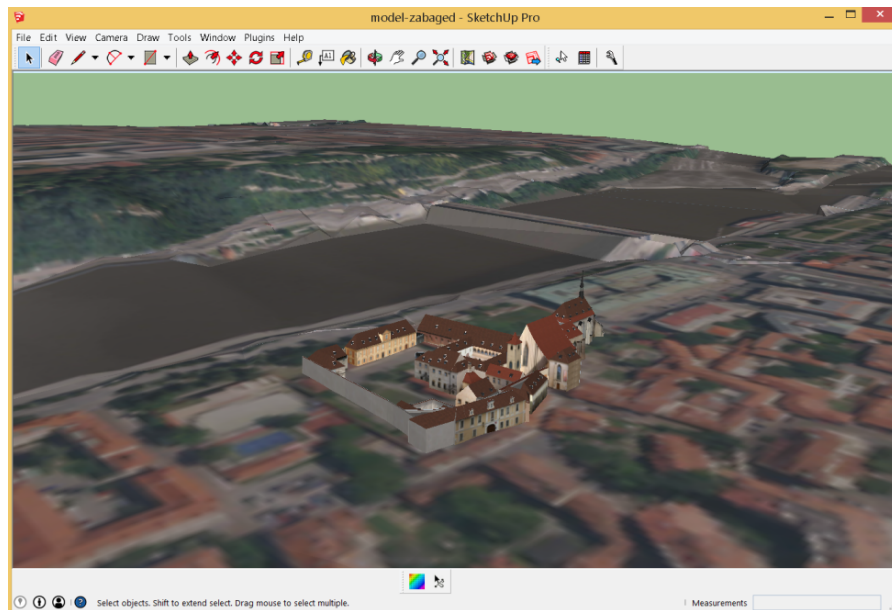 model-zabaged - SketchUp Pro
File Edit View Camera Draw Tools Window Plugins Help
A1
Select objects. Shift to extend select. Drag mouse to select multiple.
Measurements